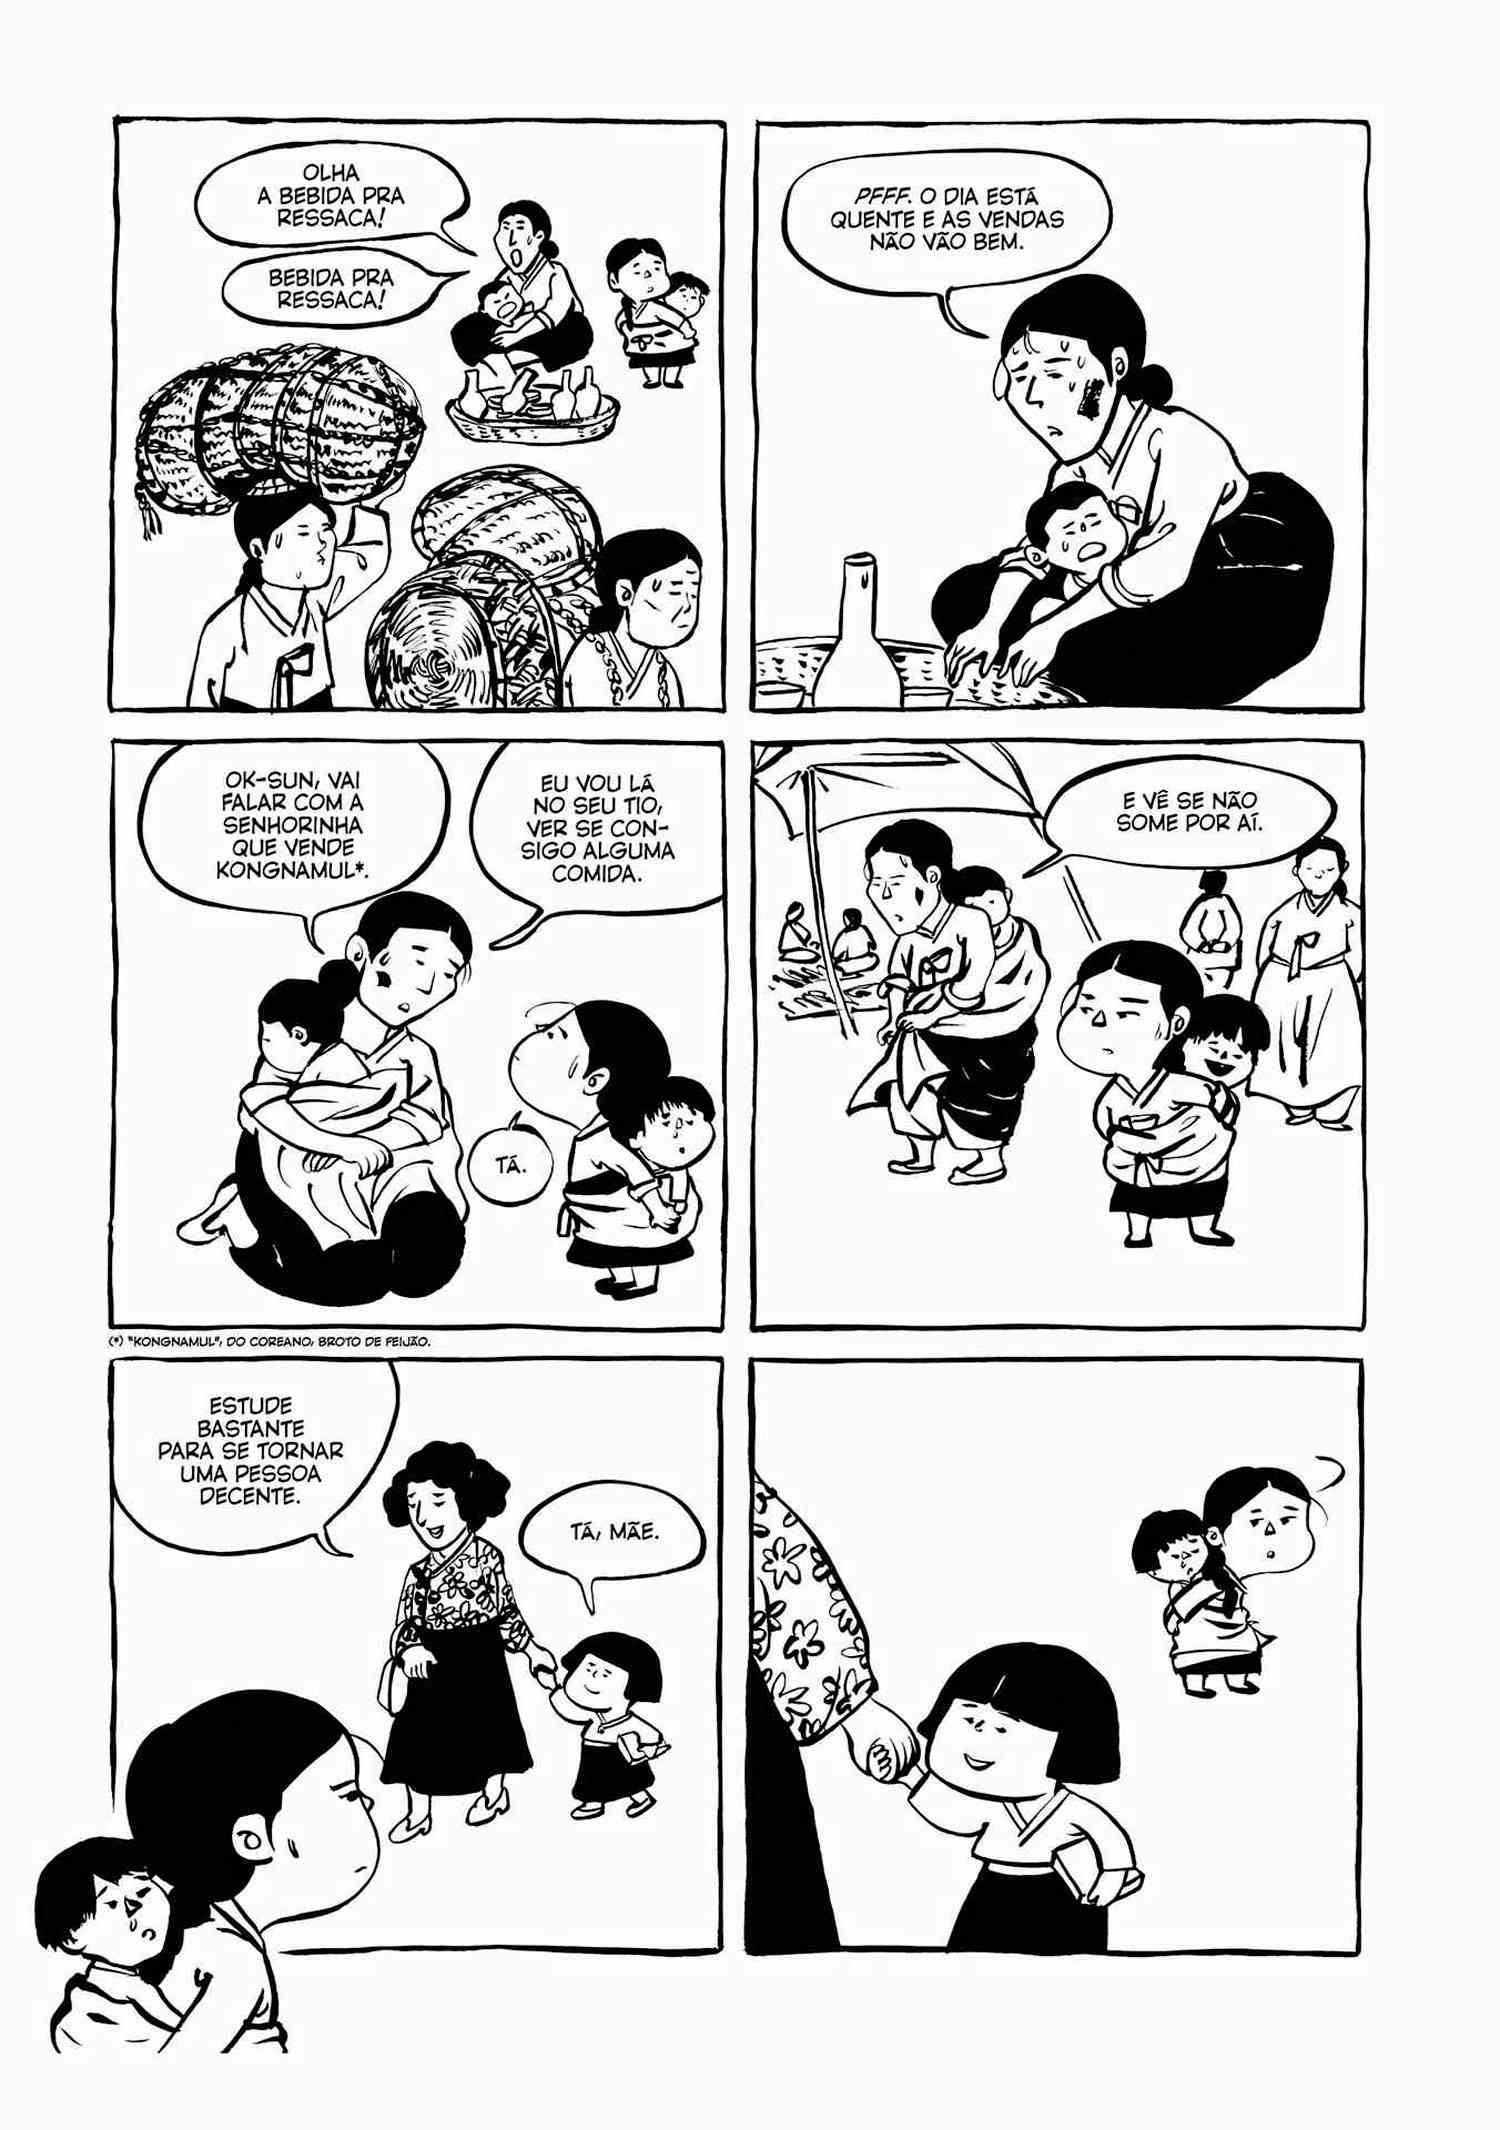 OLHA
A BEBIDA PRA
RESSACA!
BEBIDA PRA
RESSACA!
PFFF. O DIA ESTÁ
QUENTE E AS VENDAS
NÃO VÃO BEM.
OK-SUN, VAI
FALAR COM A
SENHORINHA
QUE VENDE
KONGNAMUL*.
EU VOU LÁ
NO SEU TIO,
VER SE CON-
SIGO ALGUMA
COMIDA.
TÁ.
E VÊ SE NÃO
SOME POR AÍ.
(*) "KONGNAMUL", DO COREANO, BROTO DE FEIJÃO.
ESTUDE
BASTANTE
PARA SE TORNAR
UMA PESSOA
DECENTE.
TÁ, MÃE.